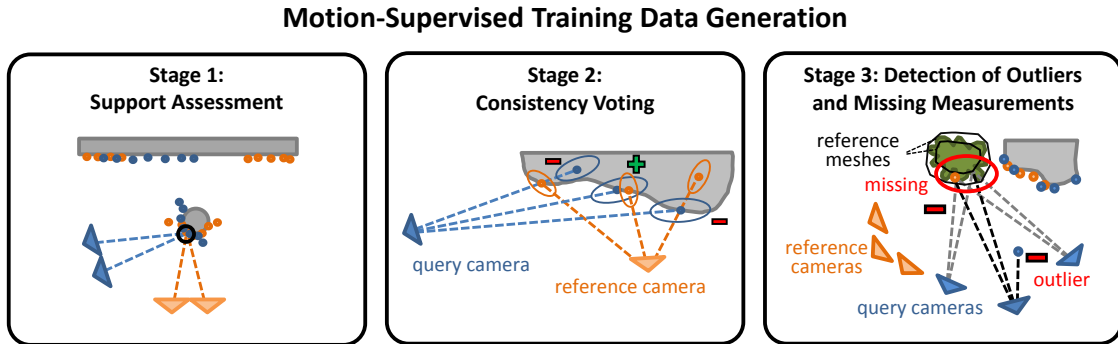 Motion-Supervised Training Data Generation
Stage 1:
Support Assessment
Stage 2:
Consistency Voting
query camera
reference camera
Stage 3: Detection of Outliers
and Missing Measurements
reference
meshes
missing
reference
cameras
query cameras
outlier